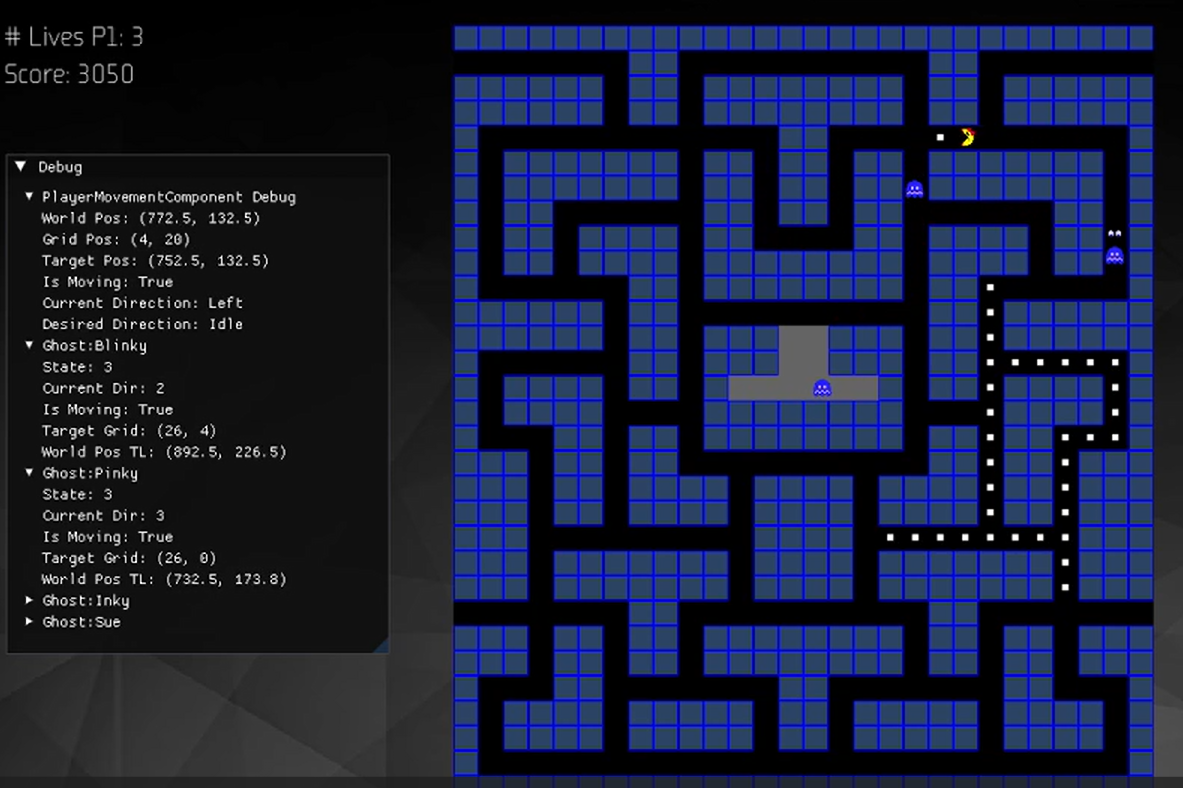 # Lives P1: 3
Score: 3050
▼ Debug
▼ PlayerMovementComponent Debug
World Pos: (772.5, 132.5)
Grid Pos: (4, 20)
Target Pos: (752.5, 132.5)
Is Moving: True
Current Direction: Left
Desired Direction: Idle
▼ Ghost:Blinky
State: 3
Current Dir: 2
Is Moving: True
Target Grid: (26, 4)
World Pos TL: (892.5, 226.5)
▼ Ghost:Pinky
State: 3
Current Dir: 3
Is Moving: True
Target Grid: (26, 0)
World Pos TL: (732.5, 173.8)
▶ Ghost:Inky
▶ Ghost:Sue